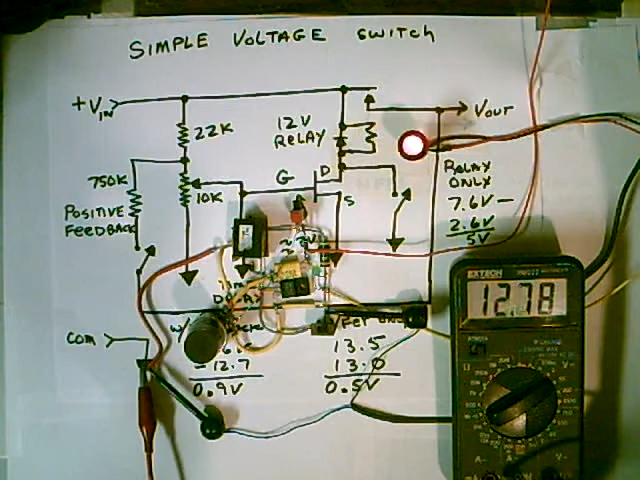 SIMPLE VOLTAGE SWITCH
+VIN
VOUT
22K
12V
RELAY
RELAY
ONLY
7.6V-
2.6V
5V
750K
POSITIVE
FEEDBACK
10K
G
D
S
EXTECH
12.78
COM
W/
-12.7
0.9V
13.5
13.0
0.5V